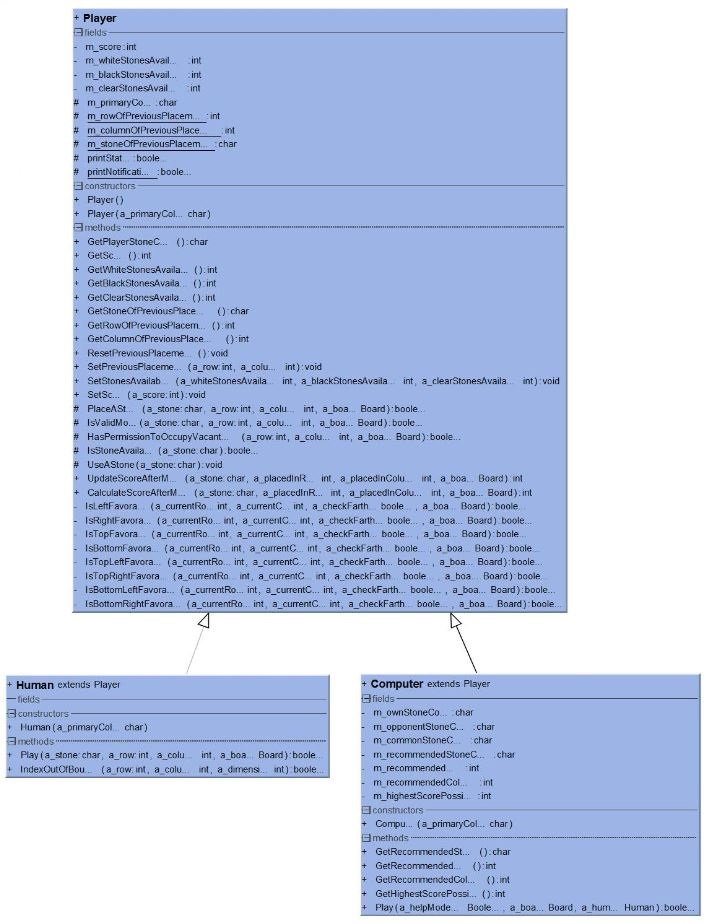 + Player
fields
- m_score:int
- m_whiteStonesAvail... :int
- m_blackStonesAvail... :int
- m_clearStonesAvail... :int
# m_primaryCo... :char
# m_rowOfPreviousPlacem... :int
# m_columnOfPreviousPlace... :int
# m_stoneOfPreviousPlacem... :char
# printStat... :boole...
# printNotificati... :boole...
constructors
+ Player()
+ Player(a_primaryCol... char)
methods
+ GetPlayerStoneC... ():char
+ GetSc... ():int
+ GetWhiteStonesAvaila... ():int
+ GetBlackStonesAvaila... ():int
+ GetClearStonesAvaila... ():int
+ GetStoneOfPreviousPlace... ():char
+ GetRowOfPreviousPlacem... ():int
+ GetColumnOfPreviousPlace... ():int
+ ResetPreviousPlaceme... ():void
+ SetPreviousPlaceme... (a_row:int, a_colu... int):void
+ SetStonesAvailab... (a_whiteStonesAvaila... int, a_blackStonesAvaila... int, a_clearStonesAvaila... int):void
+ SetSc... (a_score:int):void
# PlaceASt... (a_stone:char, a_row:int, a_colu... int, a_boa... Board):boole...
# IsValidMo... (a_stone:char, a_row:int, a_colu... int, a_boa... Board):boole...
# HasPermissionToOccupyVacant... (a_row:int, a_colu... int, a_boa... Board):boole...
# IsStoneAvaila... (a_stone:char):boole...
# UseAStone(a_stone:char):void
+ UpdateScoreAfterM... (a_stone:char, a_placedInR... int, a_placedInColu... int, a_boa... Board):int
+ CalculateScoreAfterM... (a_stone:char, a_placedInR... int, a_placedInColu... int, a_boa... Board):int
- IsLeftFavora... (a_currentRo... int, a_currentC... int, a_checkFarth... boole... , a_boa... Board):boole...
- IsRightFavora... (a_currentRo... int, a_currentC... int, a_checkFarth... boole... , a_boa... Board):boole...
- IsTopFavora... (a_currentRo... int, a_currentC... int, a_checkFarth... boole... , a_boa... Board):boole...
- IsBottomFavora... (a_currentRo... int, a_currentC... int, a_checkFarth... boole... , a_boa... Board):boole...
- IsTopLeftFavora... (a_currentRo... int, a_currentC... int, a_checkFarth... boole... , a_boa... Board):boole...
- IsTopRightFavora... (a_currentRo... int, a_currentC... int, a_checkFarth... boole... , a_boa... Board):boole...
- IsBottomLeftFavora... (a_currentRo... int, a_currentC... int, a_checkFarth... boole... , a_boa... Board):boole...
- IsBottomRightFavora... (a_currentRo... int, a_currentC... int, a_checkFarth... boole... , a_boa... Board):boole...
+ Human extends Player
fields
constructors
+ Human(a_primaryCol... char)
methods
+ Play(a_stone:char, a_row:int, a_colu... int, a_boa... Board):boole...
+ IndexOutOfBou... (a_row:int, a_colu... int, a_dimensi... int):boole...
+ Computer extends Player
fields
- m_ownStoneCo... :char
- m_opponentStoneC... :char
- m_commonStoneC... :char
- m_recommendedStoneC... :char
- m_recommended... :int
- m_recommendedCol... :int
- m_highestScorePossi... :int
constructors
+ Compu... (a_primaryCol... char)
methods
+ GetRecommendedSt... ():char
+ GetRecommended... ():int
+ GetRecommendedCol... ():int
+ GetHighestScorePossi... ():int
+ Play(a_helpMode... Boole... , a_boa... Board, a_hum... Human):boole...